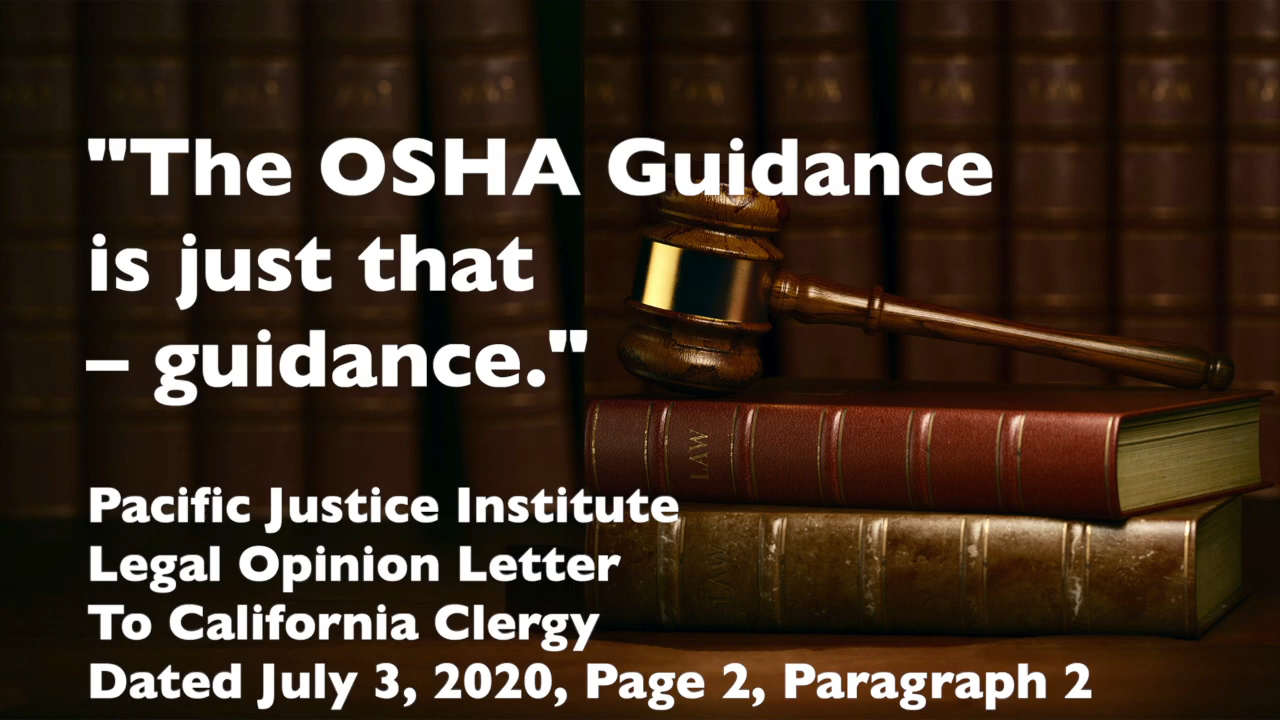 "The OSHA Guidance
is just that
– guidance."
Pacific Justice Institute
Legal Opinion Letter
To California Clergy
Dated July 3, 2020, Page 2, Paragraph 2
LAW
LAW